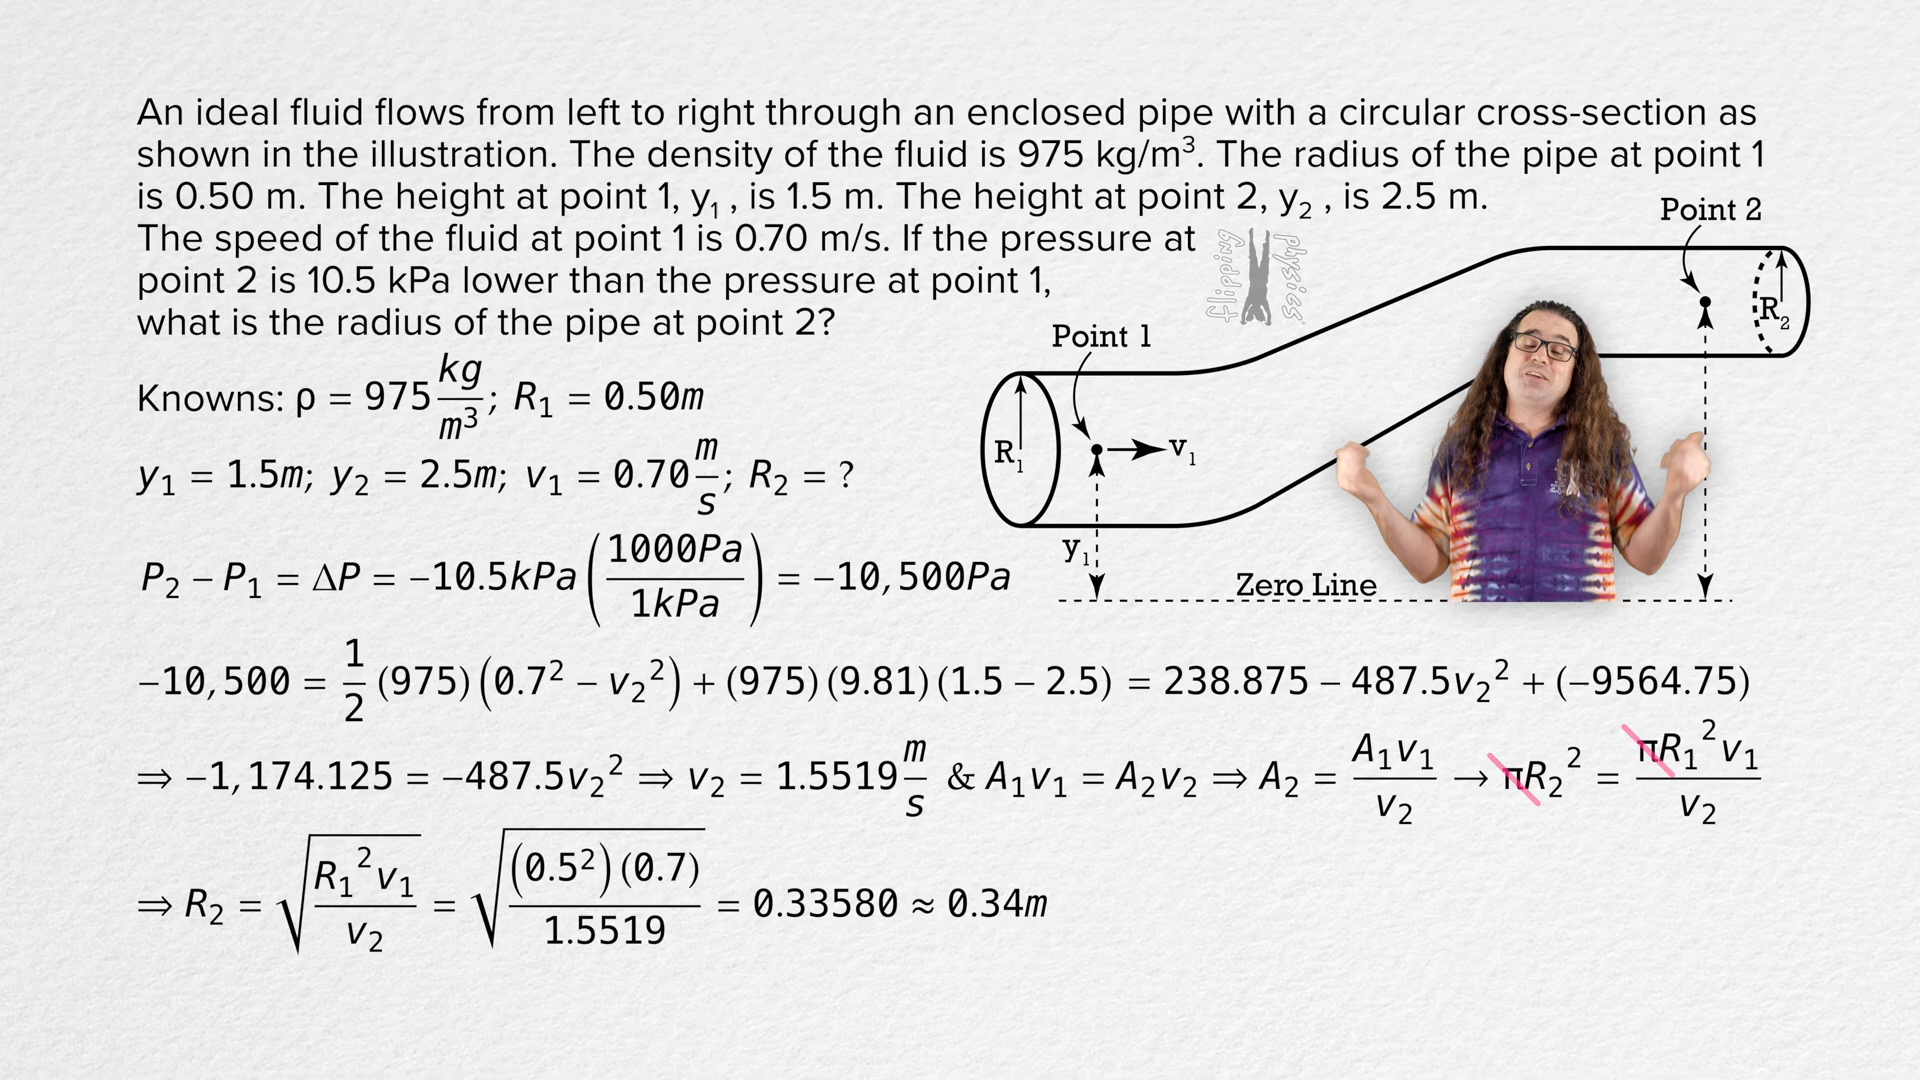 An ideal fluid flows from left to right through an enclosed pipe with a circular cross-section as
shown in the illustration. The density of the fluid is 975 kg/m³. The radius of the pipe at point 1
is 0.50 m. The height at point 1, y₁ , is 1.5 m. The height at point 2, y₂ , is 2.5 m.
The speed of the fluid at point 1 is 0.70 m/s. If the pressure at
point 2 is 10.5 kPa lower than the pressure at point 1,
what is the radius of the pipe at point 2?
flipping physics
Point 2
R₂
Point 1
R₁
v₁
y₁
Zero Line
Knowns: ρ = 975 kg/m³; R₁ = 0.50m
y₁ = 1.5m; y₂ = 2.5m; v₁ = 0.70 m/s; R₂ = ?
P₂ − P₁ = ΔP = −10.5kPa (1000Pa/1kPa) = −10,500Pa
−10,500 = 1/2 (975)(0.7² − v₂²) + (975)(9.81)(1.5 − 2.5) = 238.875 − 487.5v₂² + (−9564.75)
⇒ −1,174.125 = −487.5v₂² ⇒ v₂ = 1.5519 m/s & A₁v₁ = A₂v₂ ⇒ A₂ = A₁v₁/v₂ → πR₂² = πR₁²v₁/v₂
⇒ R₂ = √(R₁²v₁/v₂) = √((0.5²)(0.7)/1.5519) = 0.33580 ≈ 0.34m